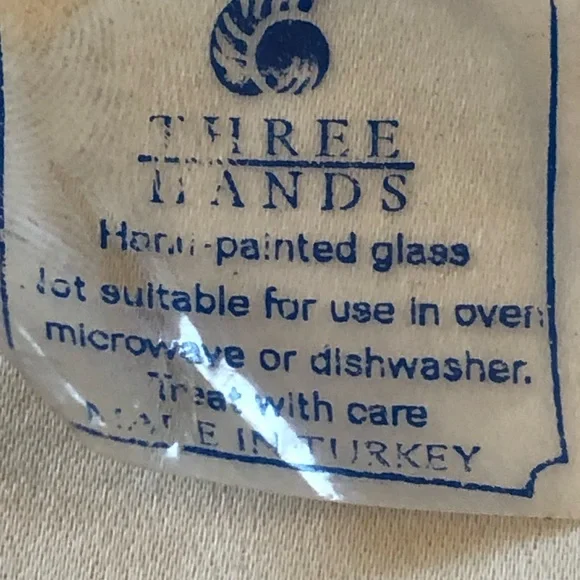 THREE
HANDS
Hand-painted glass
Not suitable for use in oven
microwave or dishwasher.
Treat with care
MADE IN TURKEY